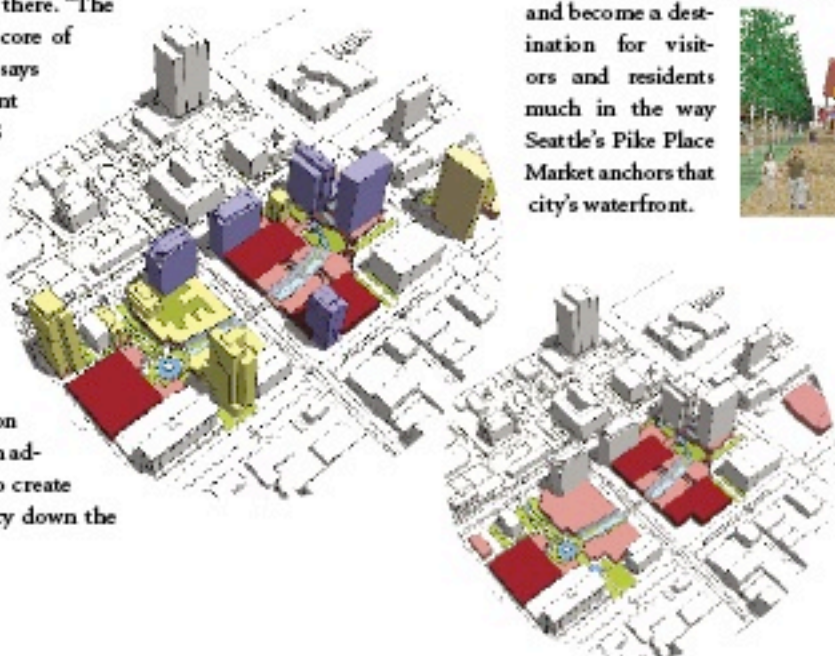 there. "The
core of
says
nt
on
n ad-
o create
ry down the
and become a dest-
ination for visit-
ors and residents
much in the way
Seattle's Pike Place
Market anchors that
city's waterfront.